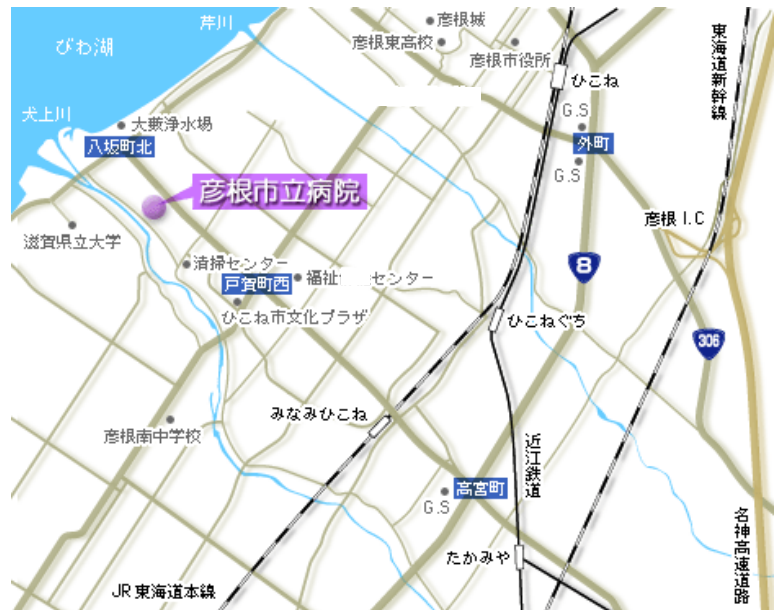 芹川
彦根城
びわ湖
彦根東高校
彦根市役所
東海道新幹線
ひこね
G.S
犬上川
大薮浄水場
外町
八坂町北
G.S
彦根市立病院
彦根 I.C
滋賀県立大学
清掃センター
8
戸賀町西
福祉
センター
ひこね市文化プラザ
ひこねぐち
306
みなみひこね
彦根南中学校
近江鉄道
高宮町
G.S
名神高速道路
たかみや
JR東海道本線